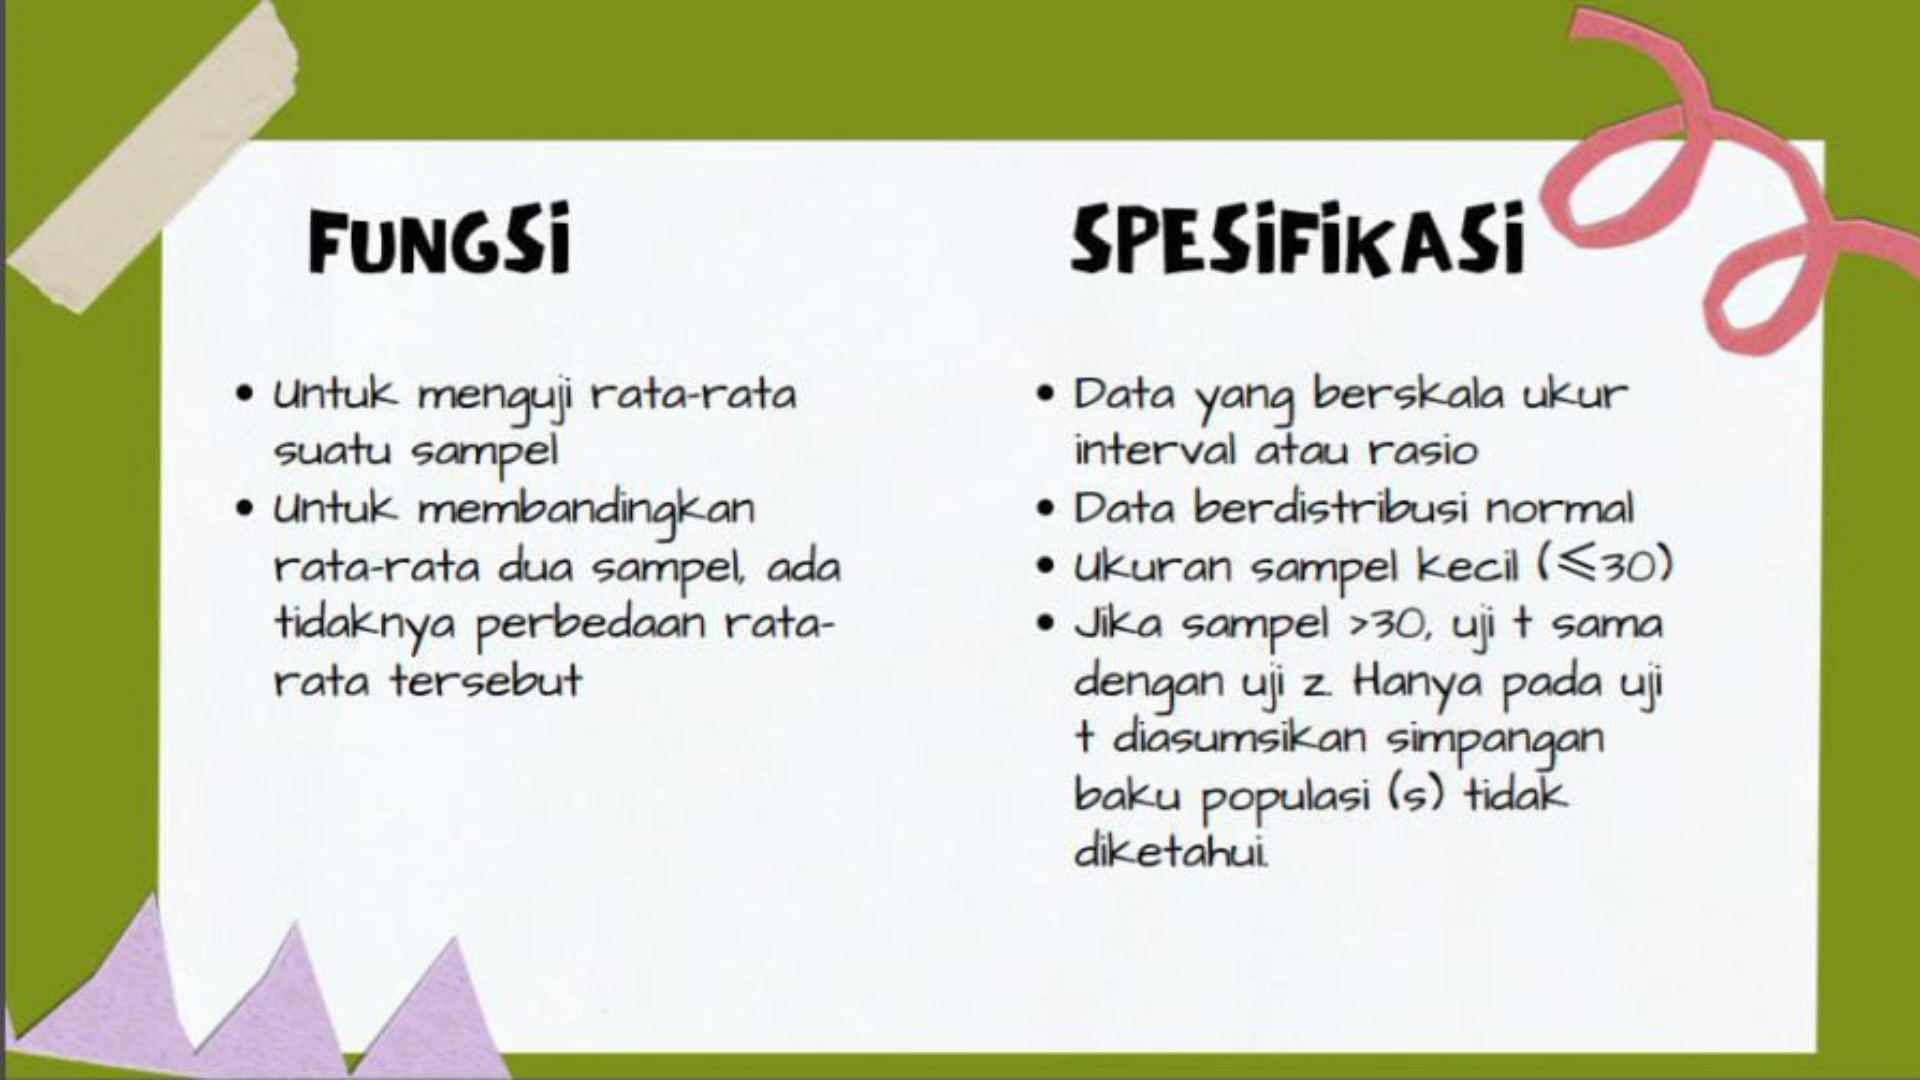 FUNGSi
• Untuk menguji rata-rata
suatu sampel
• Untuk membandingkan
rata-rata dua sampel, ada
tidaknya perbedaan rata-
rata tersebut
SPESiFiKASi
• Data yang berskala ukur
interval atau rasio
• Data berdistribusi normal
• Ukuran sampel kecil (≤30)
• Jika sampel >30, uji t sama
dengan uji z. Hanya pada uji
t diasumsikan simpangan
baku populasi (s) tidak
diketahui.